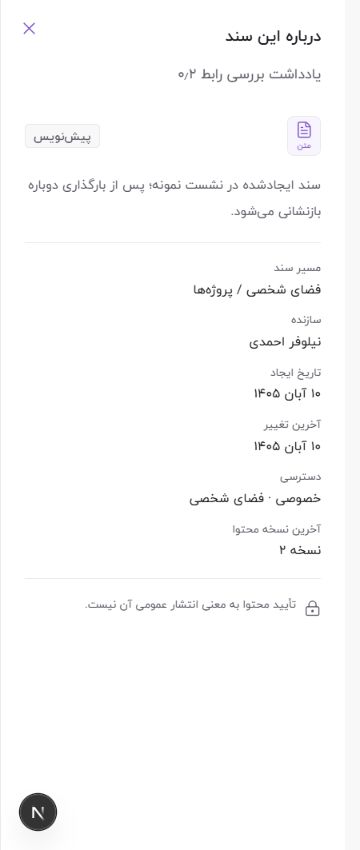 درباره این سند
یادداشت بررسی رابط ۰٫۲
متن
پیش‌نویس
سند ایجادشده در نشست نمونه؛ پس از بارگذاری دوباره
بازنشانی می‌شود.
مسیر سند
فضای شخصی / پروژه‌ها
سازنده
نیلوفر احمدی
تاریخ ایجاد
۱۰ آبان ۱۴۰۵
آخرین تغییر
۱۰ آبان ۱۴۰۵
دسترسی
خصوصی · فضای شخصی
آخرین نسخه محتوا
نسخه ۲
تأیید محتوا به معنی انتشار عمومی آن نیست.
N